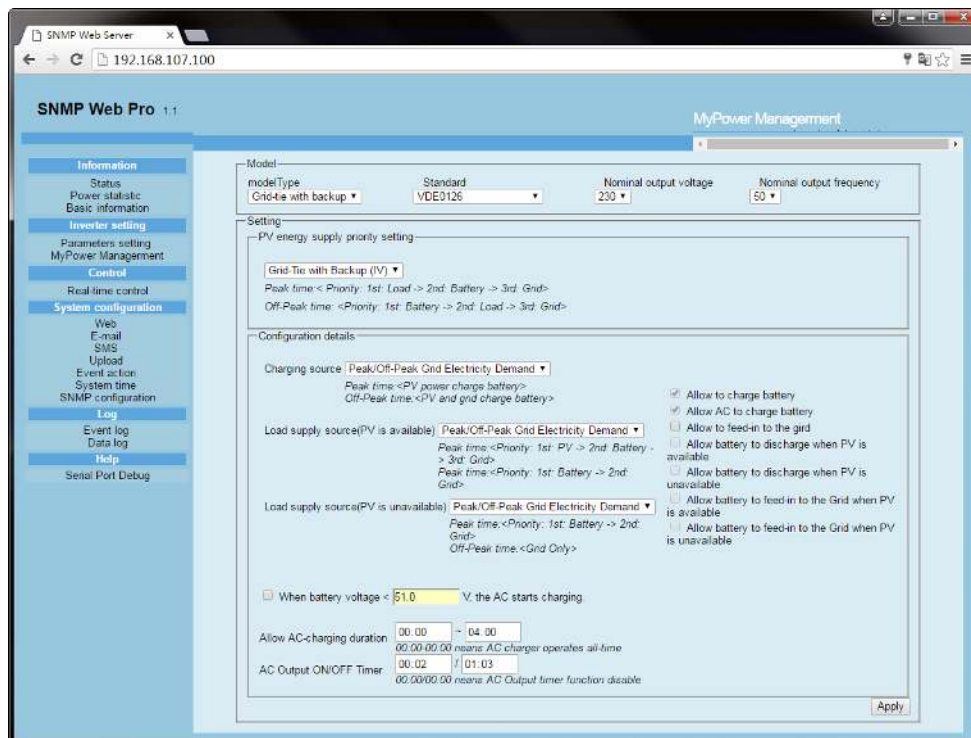 SNMP Web Server
192.168.107.100
SNMP Web Pro 1.1
MyPower Managerment
Information
Status
Power statistic
Basic information
Inverter setting
Parameters setting
MyPower Managerment
Control
Real-time control
System configuration
Web
E-mail
SMS
Upload
Event action
System time
SNMP configuration
Log
Event log
Data log
Help
Serial Port Debug
Model
modelType Standard Nominal output voltage Nominal output frequency
Grid-tie with backup VDE0126 230 50
Setting
PV energy supply priority setting
Grid-Tie with Backup (IV)
Peak time:< Priority: 1st: Load -> 2nd: Battery -> 3rd: Grid>
Off-Peak time: <Priority: 1st: Battery -> 2nd: Load -> 3rd: Grid>
Configuration details
Charging source Peak/Off-Peak Grid Electricity Demand
Peak time:<PV power charge battery>
Off-Peak time:<PV and grid charge battery>
Load supply source(PV is available) Peak/Off-Peak Grid Electricity Demand
Peak time:<Priority: 1st: PV -> 2nd: Battery -
> 3rd: Grid>
Peak time:<Priority: 1st: Battery -> 2nd:
Grid>
Load supply source(PV is unavailable) Peak/Off-Peak Grid Electricity Demand
Peak time:<Priority: 1st: Battery -> 2nd:
Grid>
Off-Peak time:<Grid Only>
Allow to charge battery
Allow AC to charge battery
Allow to feed-in to the gird
Allow battery to discharge when PV is
available
Allow battery to discharge when PV is
unavailable
Allow battery to feed-in to the Grid when PV
is available
Allow battery to feed-in to the Grid when PV
is unavailable
When battery voltage < 51.0 V, the AC starts charging.
Allow AC-charging duration 00:00 ~ 04:00
00:00-00:00 neans AC charger operates all-time
AC Output ON/OFF Timer 00:02 / 01:03
00:00/00:00 neans AC Output timer function disable
Apply